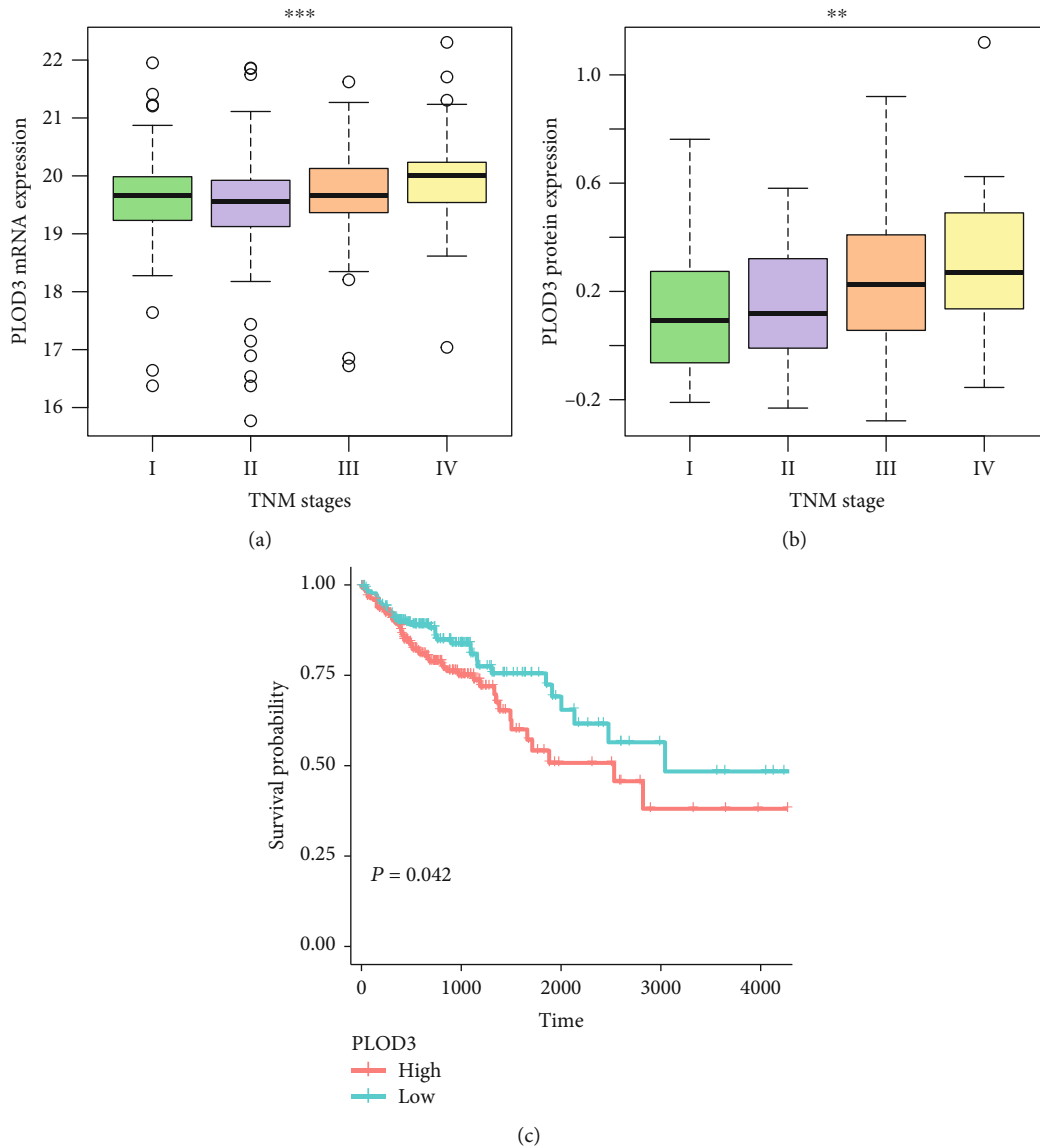 ***
22
21
20
19
18
17
16
PLOD3 mRNA expression
I II III IV
TNM stages
(a)
**
1.0
0.6
0.2
–0.2
PLOD3 protein expression
I II III IV
TNM stage
(b)
1.00
0.75
0.50
0.25
0.00
Survival probability
P = 0.042
0 1000 2000 3000 4000
Time
PLOD3
High
Low
(c)